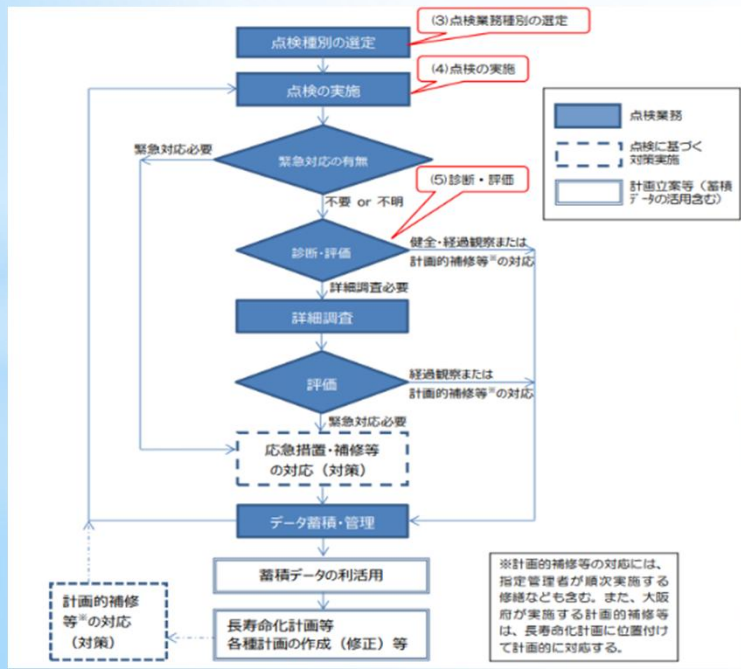 点検種別の選定
(3)点検業務種別の選定
点検の実施
(4)点検の実施
点検業務
点検に基づく
対策実施
計画立案等（蓄積
データの活用含む）
緊急対応必要
緊急対応の有無
(5)診断・評価
不要 or 不明
診断・評価
健全・経過観察または
計画的補修等※の対応
詳細調査必要
詳細調査
評価
経過観察または
計画的補修等※の対応
緊急対応必要
応急措置・補修等
の対応（対策）
データ蓄積・管理
蓄積データの利活用
計画的補修
等※の対応
（対策）
長寿命化計画等
各種計画の作成（修正）等
※計画的補修等の対応には、
指定管理者が順次実施する
修繕なども含む。また、大阪
府が実施する計画的補修等
は、長寿命化計画に位置付け
て計画的に対応する。